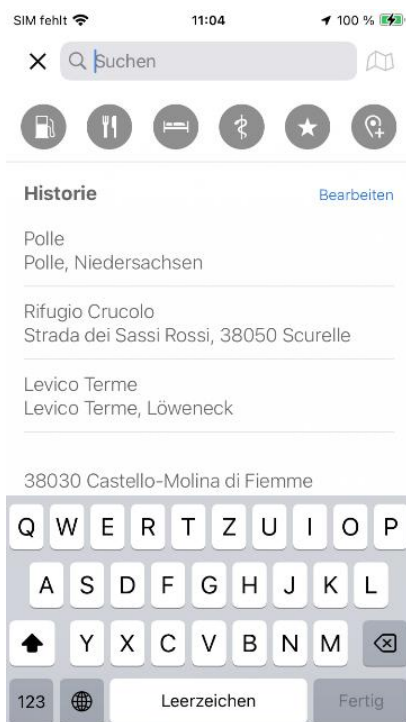 SIM fehlt 11:04 100 %
Suchen
Historie Bearbeiten
Polle
Polle, Niedersachsen
Rifugio Crucolo
Strada dei Sassi Rossi, 38050 Scurelle
Levico Terme
Levico Terme, Löweneck
38030 Castello-Molina di Fiemme
Q W E R T Z U I O P
A S D F G H J K L
Y X C V B N M
123 Leerzeichen Fertig